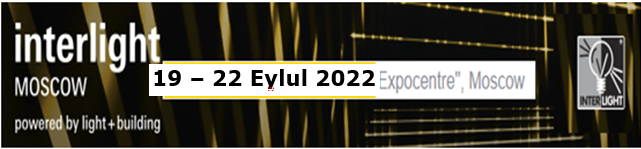 interlight
MOSCOW
19 – 22 Eylul 2022 Expocentre", Moscow
powered by light+building
INTERLIGHT